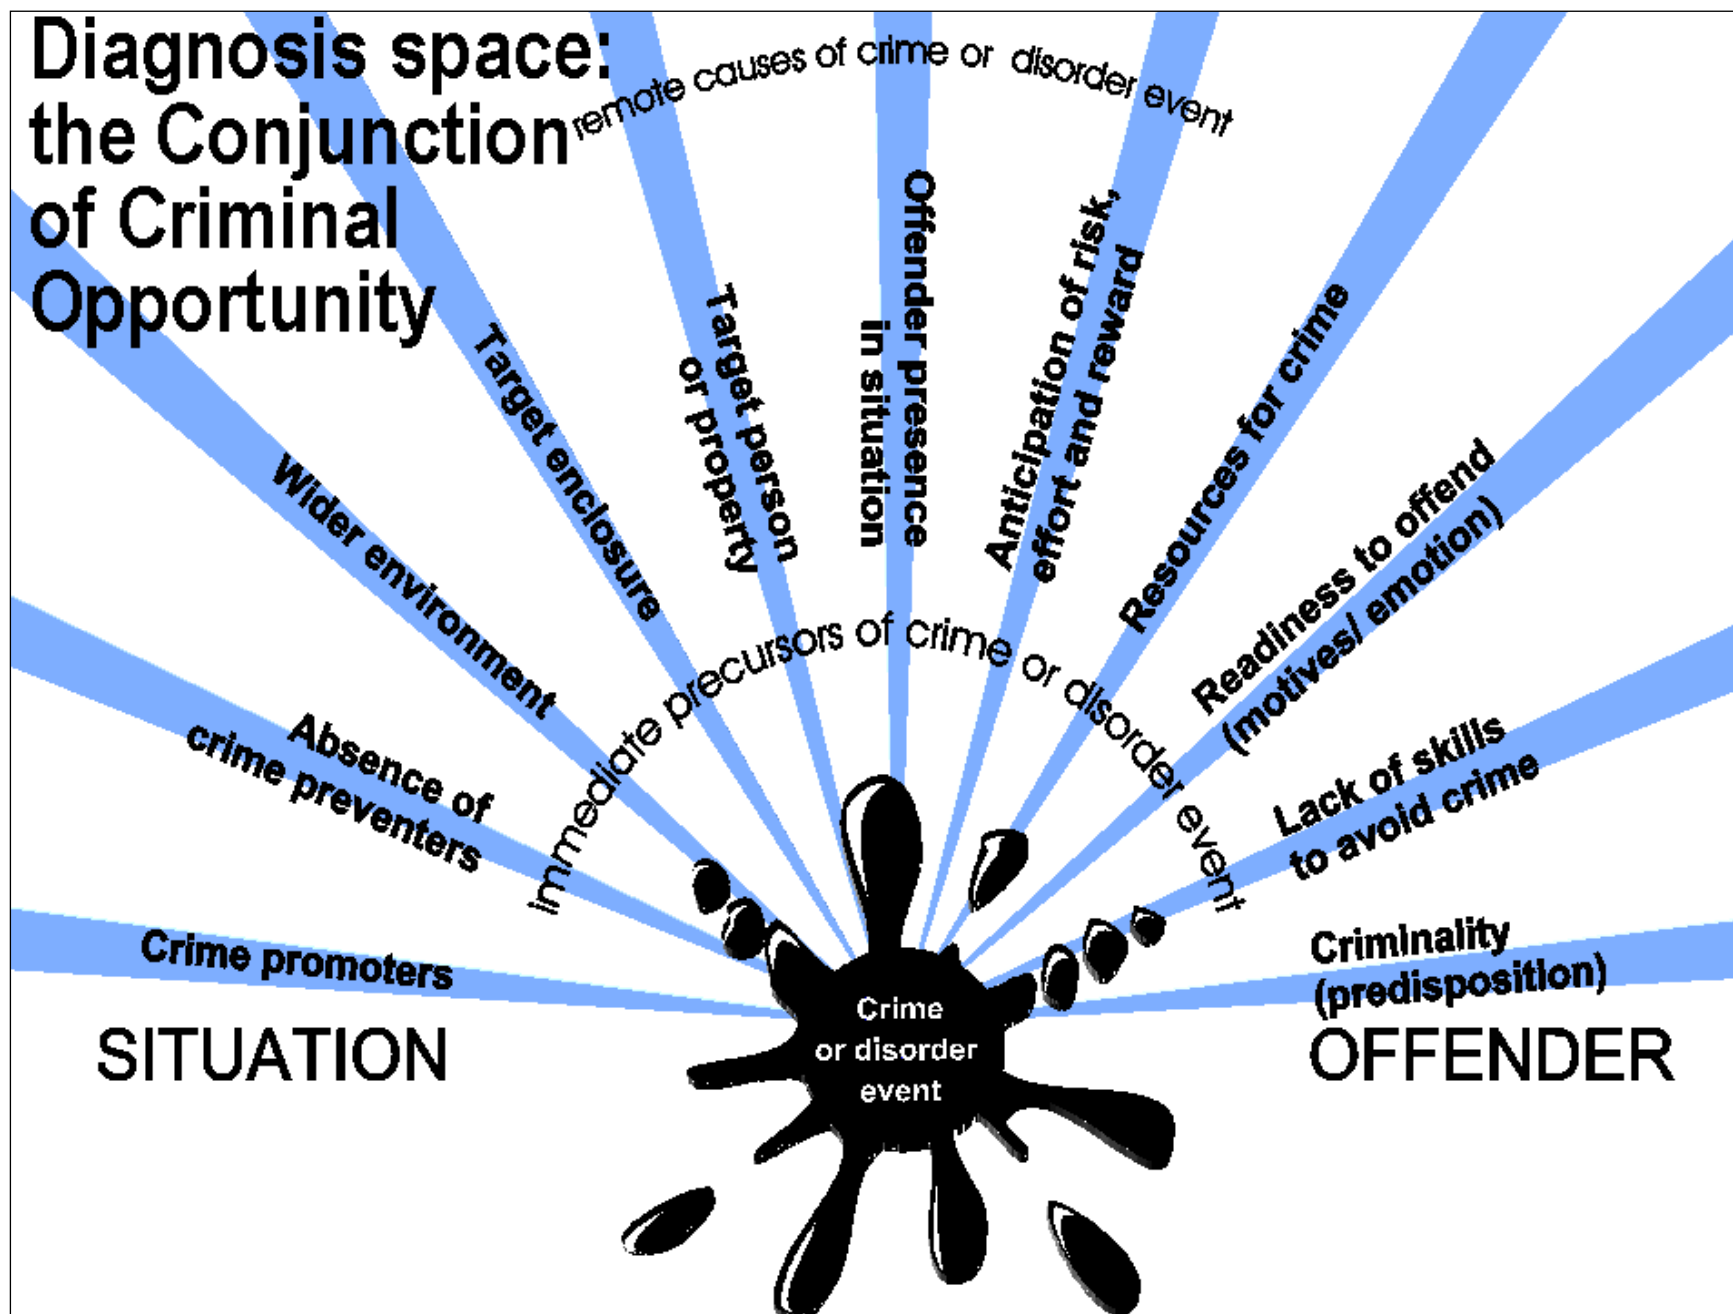 Diagnosis space:
the Conjunction
of Criminal
Opportunity
remote causes of crime or disorder event
immediate precursors of crime or disorder event
Crime promoters
Absence of
crime preventers
Wider environment
Target enclosure
Target person
or property
Offender presence
in situation
Anticipation of risk,
effort and reward
Resources for crime
Readiness to offend
(motives/ emotion)
Lack of skills
to avoid crime
Criminality
(predisposition)
SITUATION
OFFENDER
Crime
or disorder
event